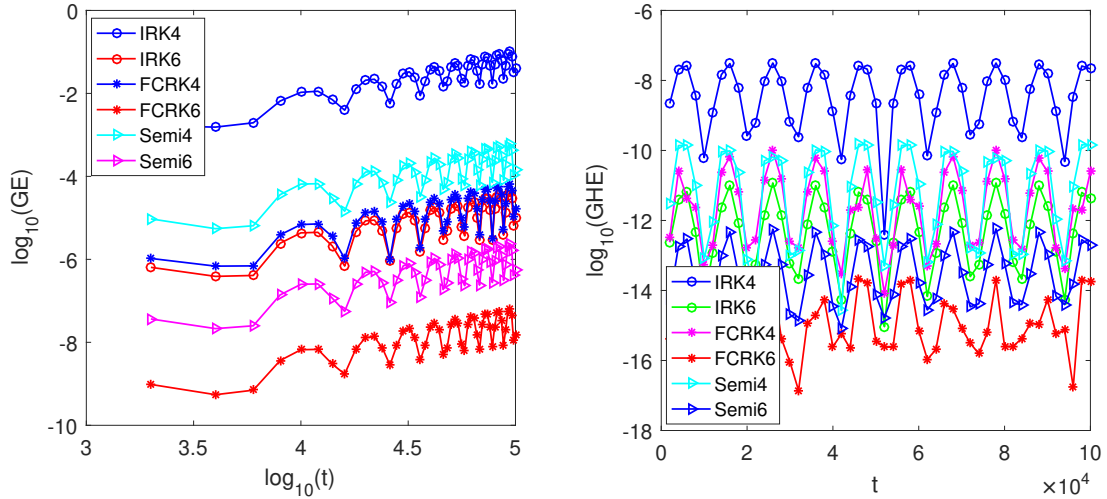 IRK4
IRK6
FCRK4
FCRK6
Semi4
Semi6
0
-2
-4
-6
-8
-10
log10(GE)
3
3.5
4
4.5
5
log10(t)
IRK4
IRK6
FCRK4
FCRK6
Semi4
Semi6
-6
-8
-10
-12
-14
-16
-18
log10(GHE)
0
2
4
6
8
10
t
×10^4